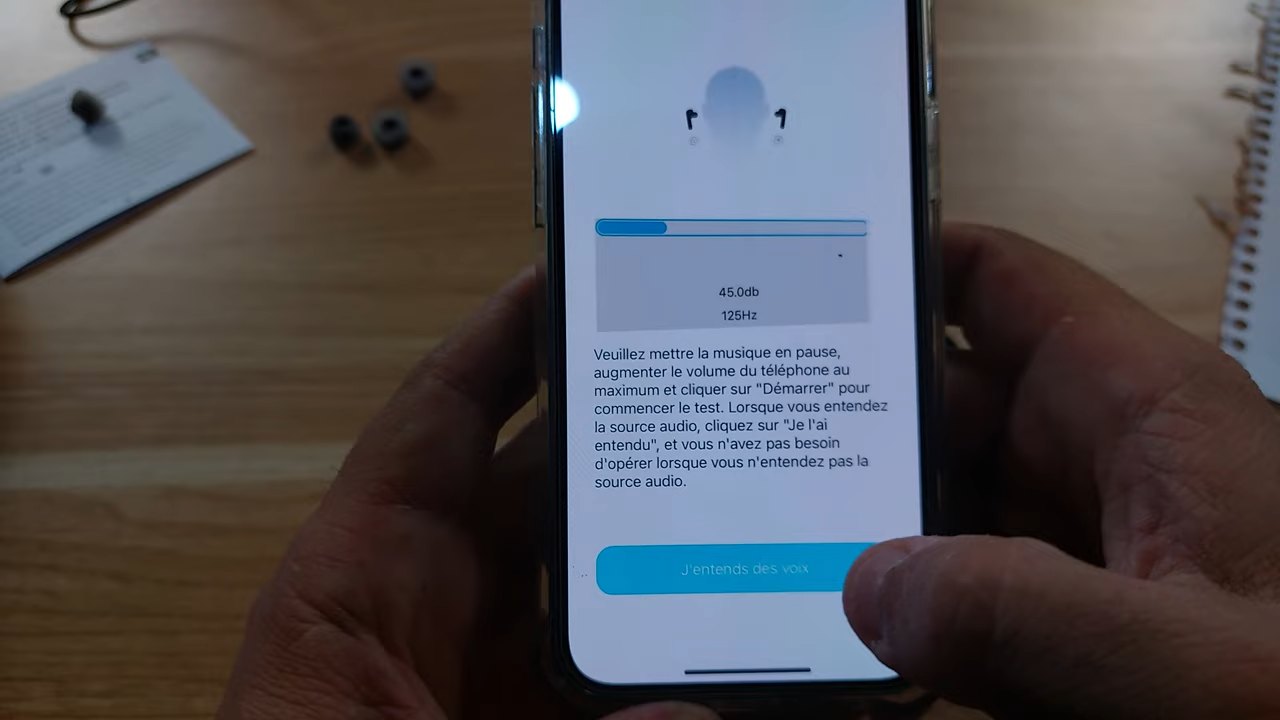 45.0db
125Hz
Veuillez mettre la musique en pause,
augmenter le volume du téléphone au
maximum et cliquer sur "Démarrer" pour
commencer le test. Lorsque vous entendez
la source audio, cliquez sur "Je l'ai
entendu", et vous n'avez pas besoin
d'opérer lorsque vous n'entendez pas la
source audio.
J'entends des voix